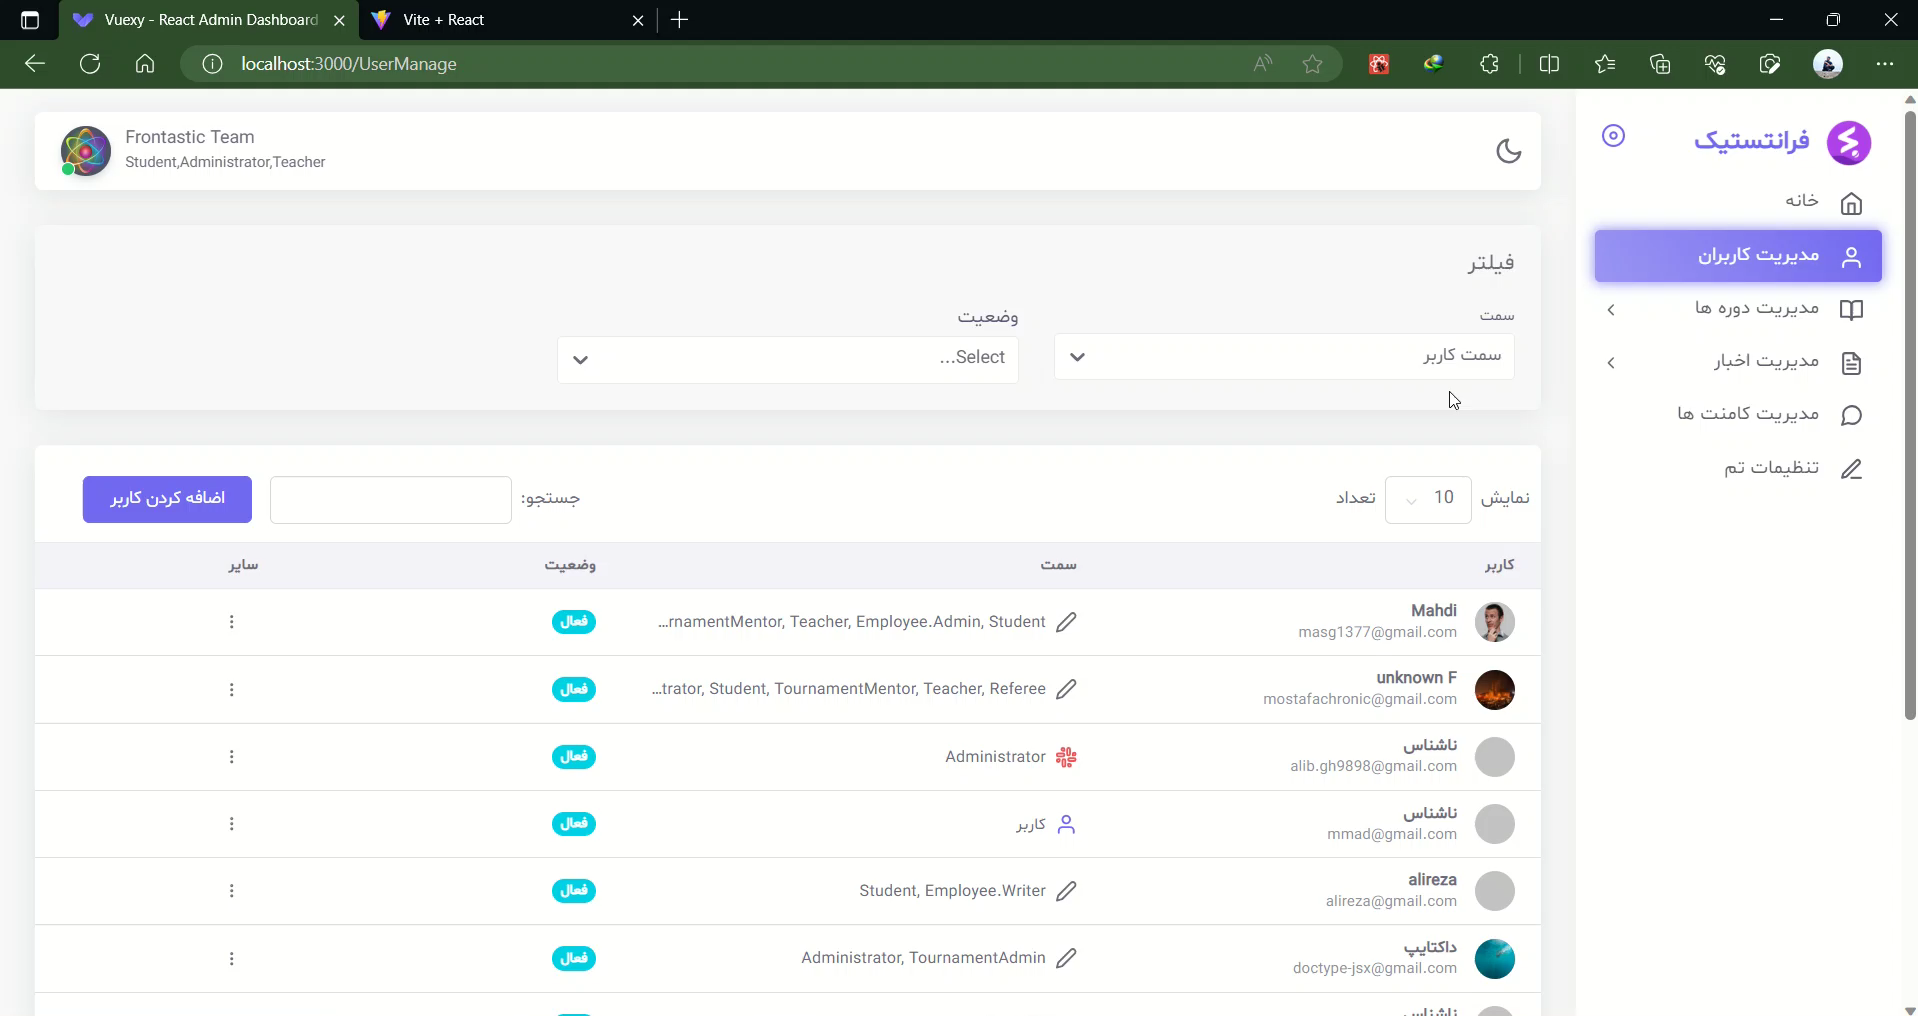 Vuexy - React Admin Dashboard
Vite + React
localhost:3000/UserManage
Frontastic Team
Student,Administrator,Teacher
فرانتستیک
خانه
مدیریت کاربران
مدیریت دوره ها
مدیریت اخبار
مدیریت کامنت ها
تنظیمات تم
فیلتر
سمت
وضعیت
سمت کاربر
Select...
نمایش 10 تعداد
جستجو:
اضافه کردن کاربر
کاربر سمت وضعیت سایر
Mahdi
masg1377@gmail.com
...rnamentMentor, Teacher, Employee.Admin, Student
فعال
unknown F
mostafachronic@gmail.com
...trator, Student, TournamentMentor, Teacher, Referee
فعال
ناشناس
alib.gh9898@gmail.com
Administrator
فعال
ناشناس
mmad@gmail.com
کاربر
فعال
alireza
alireza@gmail.com
Student, Employee.Writer
فعال
داکتایپ
doctype-jsx@gmail.com
Administrator, TournamentAdmin
فعال